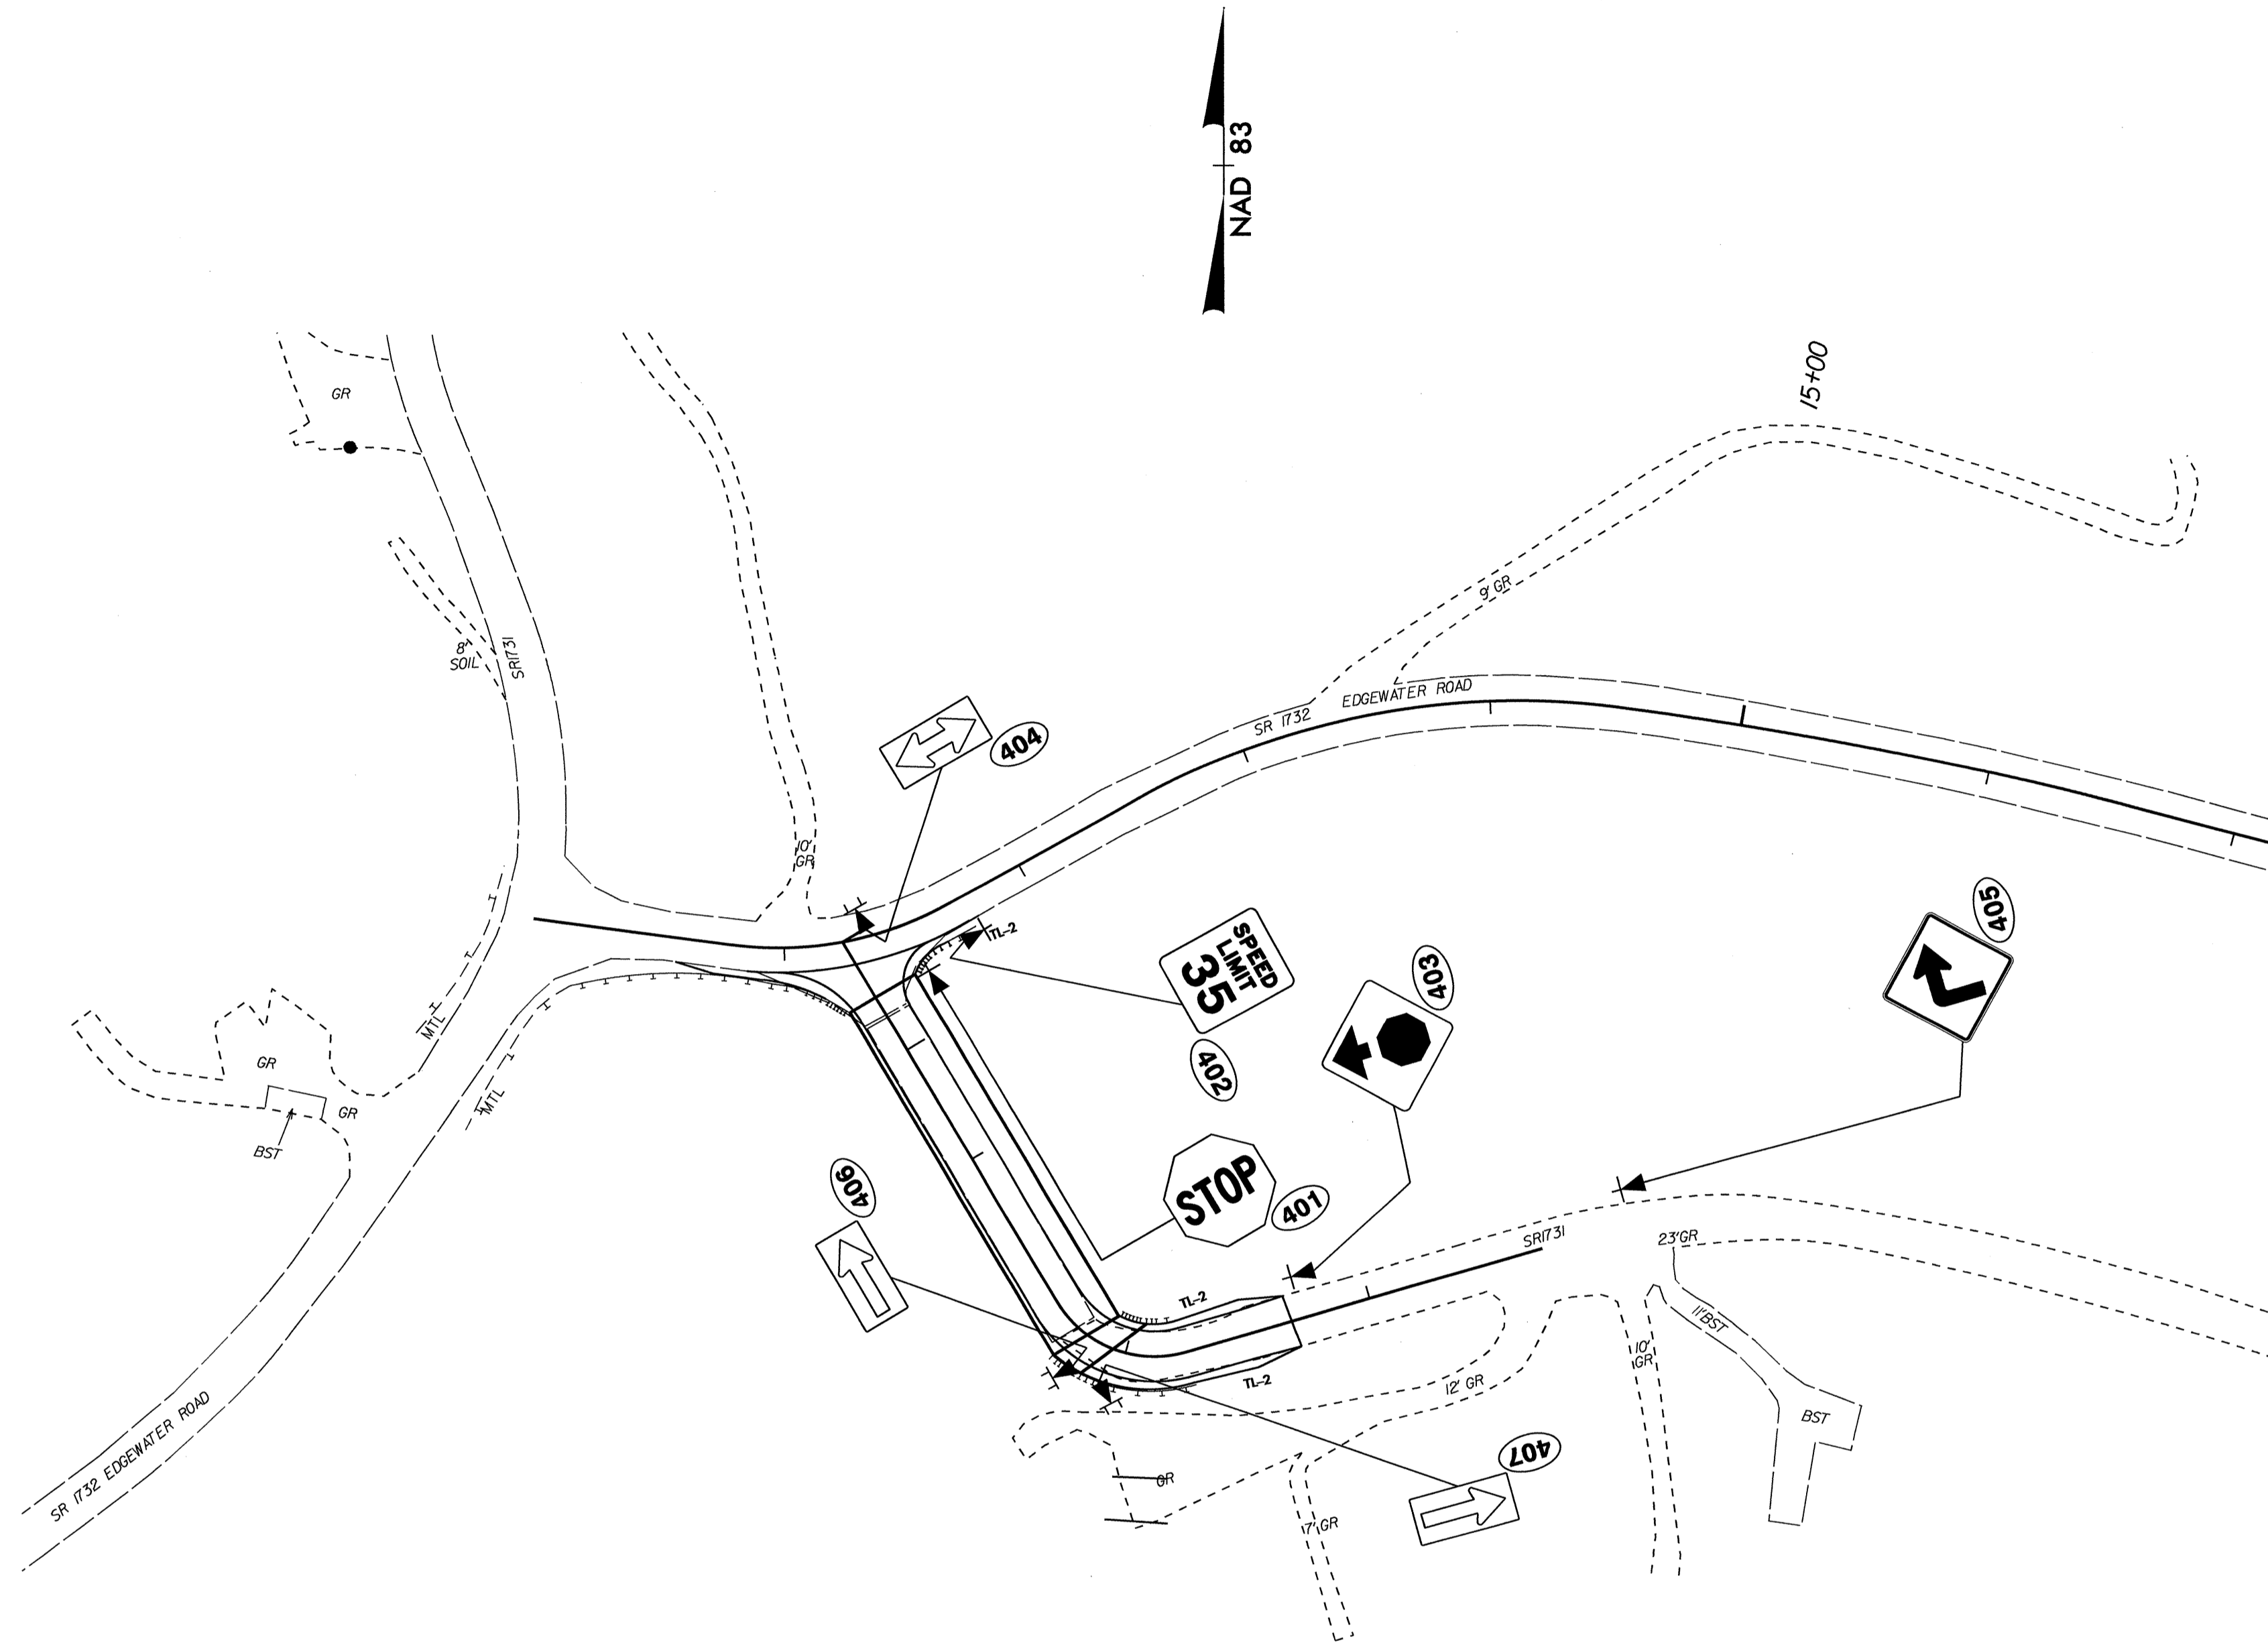 NAD 83
15+00
GR
8'
SOIL
SR1731
9' GR
SR 1732 EDGEWATER ROAD
404
10'
GR
TL-2
SPEED
LIMIT
35
402
403
405
MTL
MTL
GR
GR
BST
406
STOP
401
SR1731
23'GR
TL-2
11'BST
10'
GR
TL-2
12' GR
BST
SR 1732 EDGEWATER ROAD
GR
407
17' GR